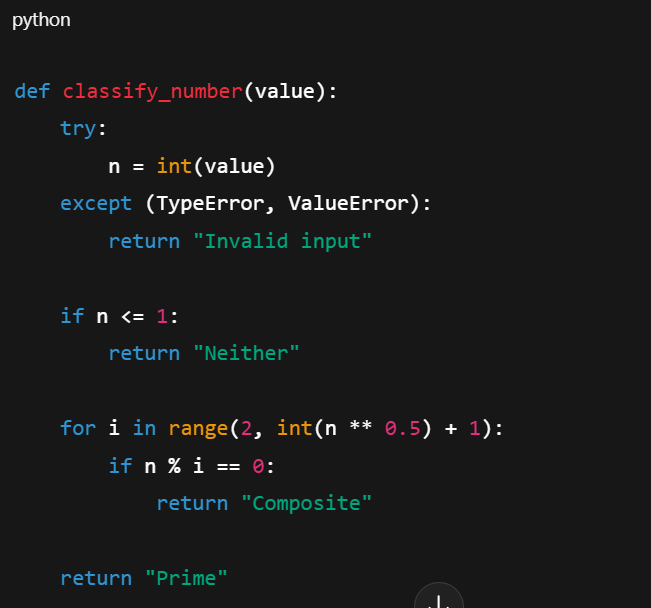 python
def classify_number(value):
    try:
        n = int(value)
    except (TypeError, ValueError):
        return "Invalid input"
    if n <= 1:
        return "Neither"
    for i in range(2, int(n ** 0.5) + 1):
        if n % i == 0:
            return "Composite"
    return "Prime"